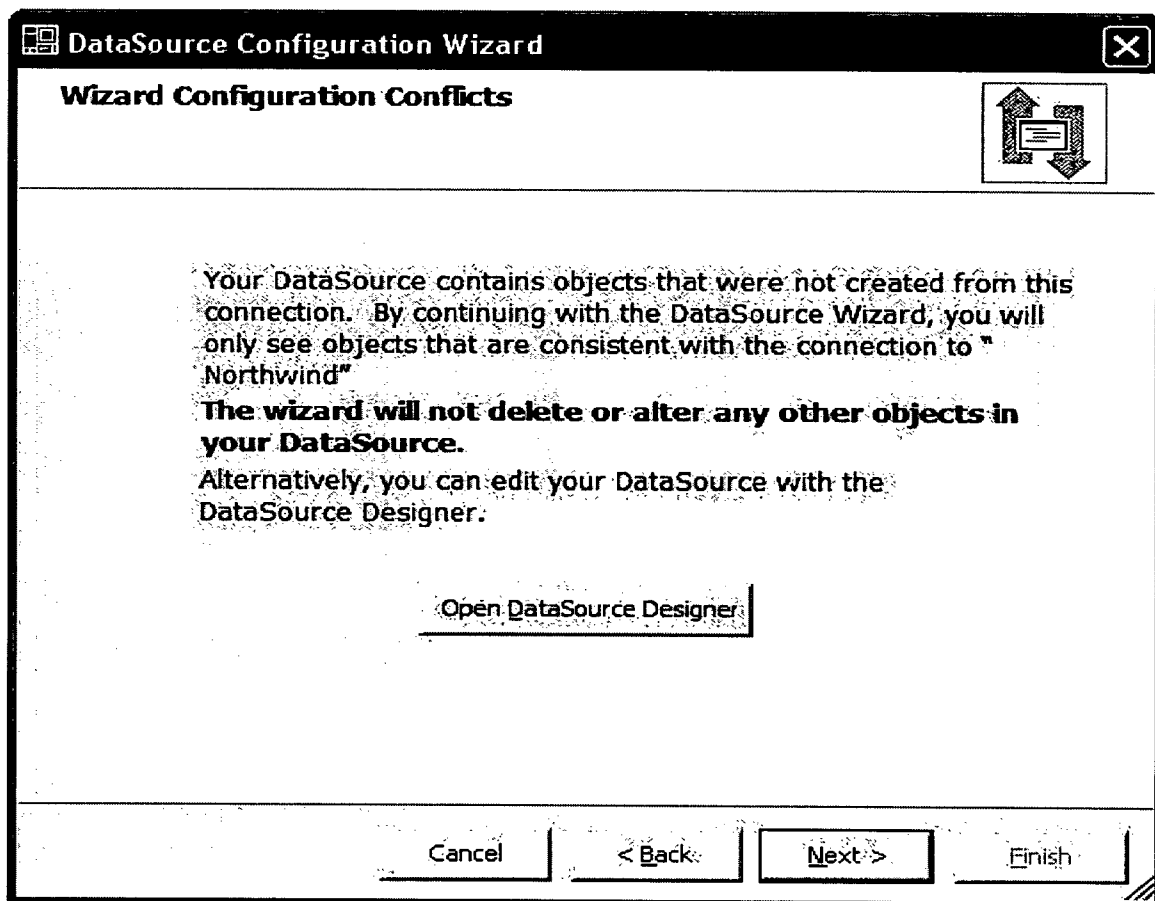 DataSource Configuration Wizard
Wizard Configuration Conflicts
Your DataSource contains objects that were not created from this
connection. By continuing with the DataSource Wizard, you will
only see objects that are consistent with the connection to "
Northwind"
The wizard will not delete or alter any other objects in
your DataSource.
Alternatively, you can edit your DataSource with the
DataSource Designer.
Open DataSource Designer
Cancel
< Back
Next >
Finish